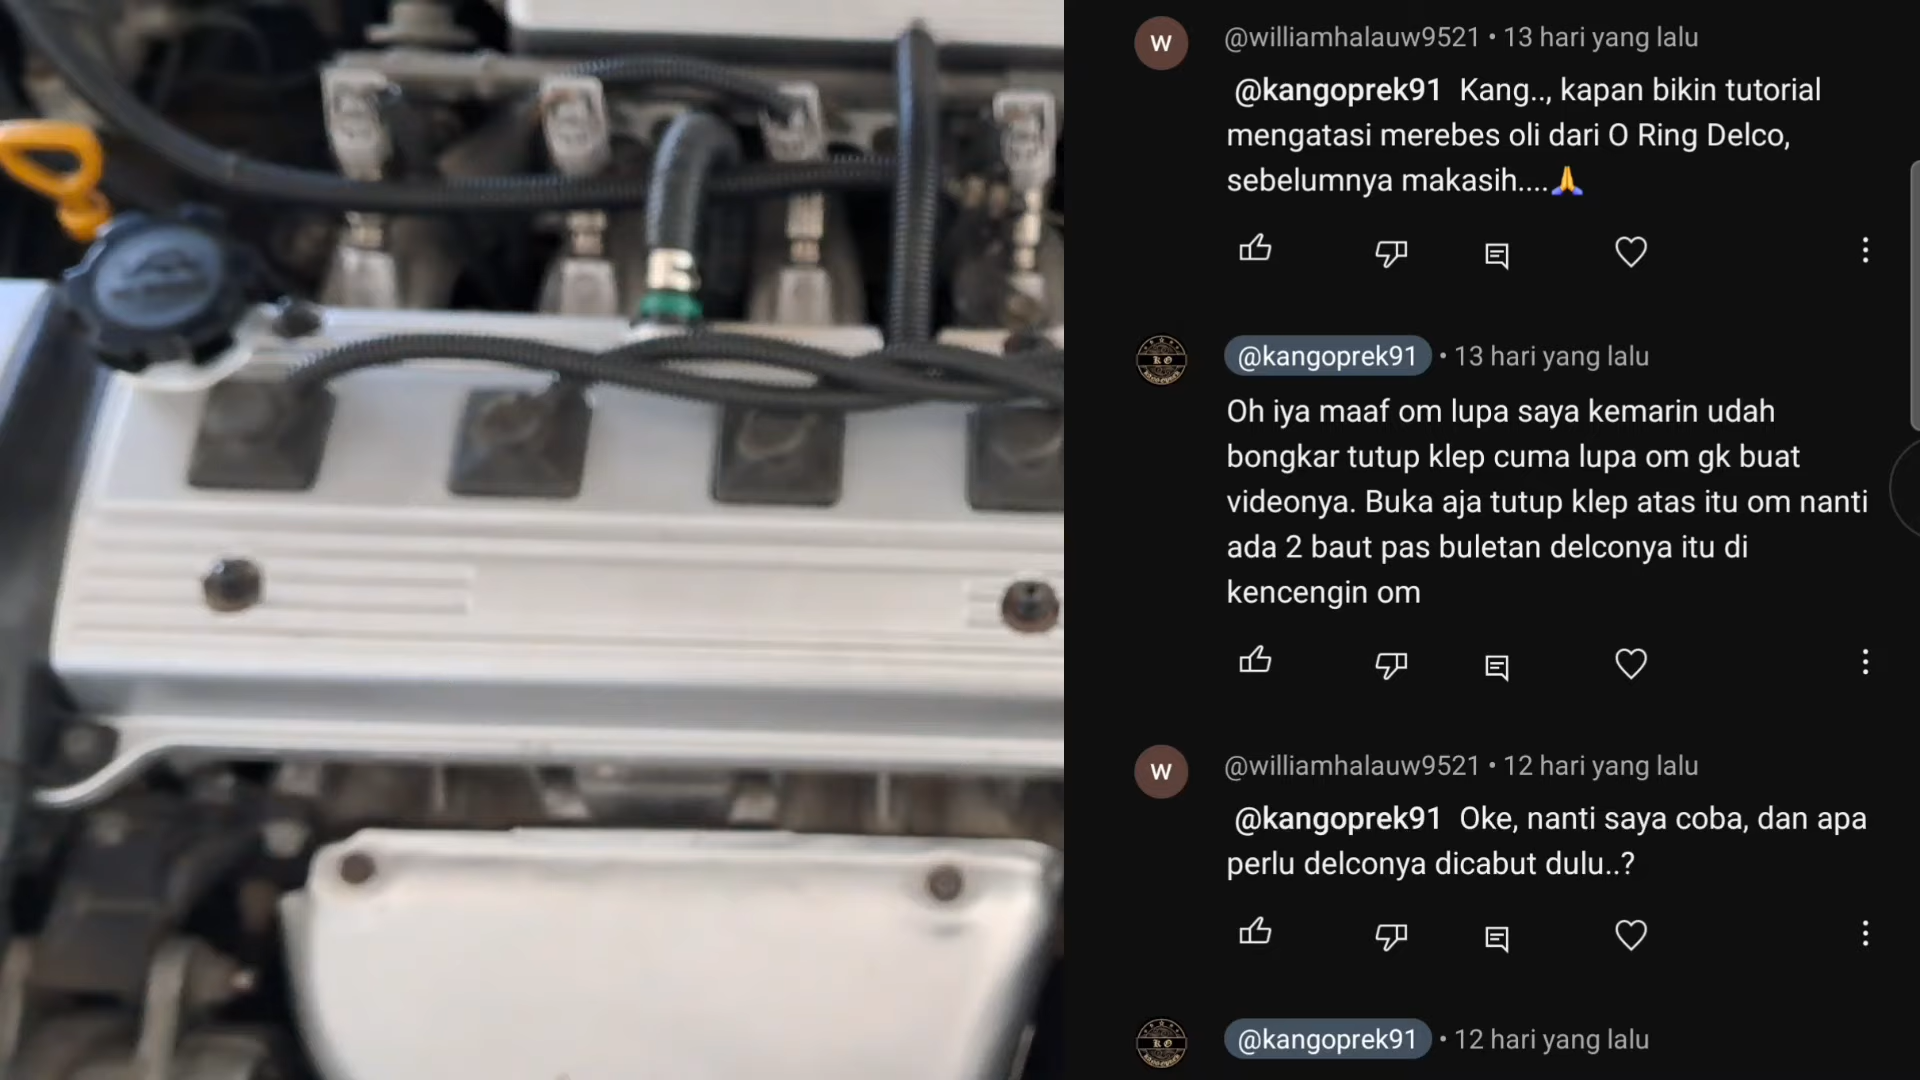 W
@williamhalauw9521 • 13 hari yang lalu
@kangoprek91 Kang.., kapan bikin tutorial
mengatasi merebes oli dari O Ring Delco,
sebelumnya makasih....🙏
@kangoprek91 • 13 hari yang lalu
Oh iya maaf om lupa saya kemarin udah
bongkar tutup klep cuma lupa om gk buat
videonya. Buka aja tutup klep atas itu om nanti
ada 2 baut pas buletan delconya itu di
kencengin om
W
@williamhalauw9521 • 12 hari yang lalu
@kangoprek91 Oke, nanti saya coba, dan apa
perlu delconya dicabut dulu..?
@kangoprek91 • 12 hari yang lalu